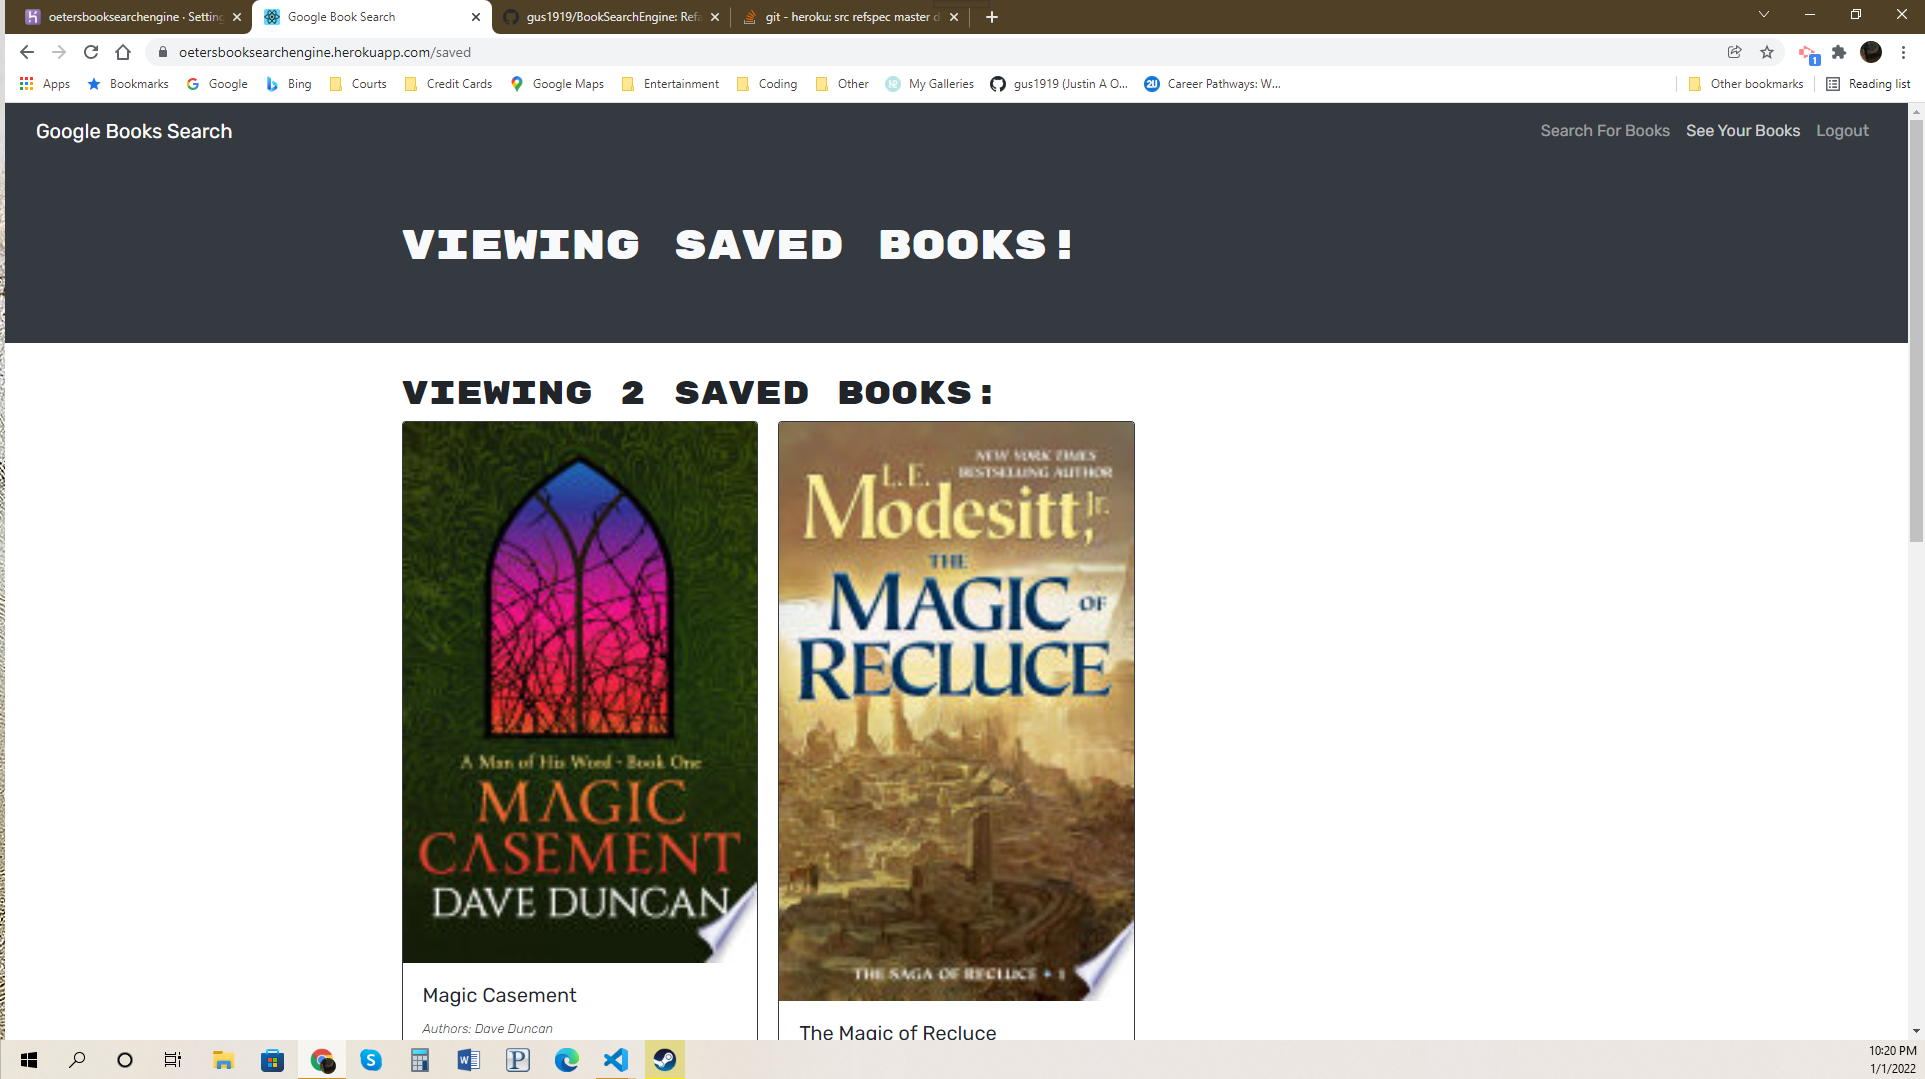 oetersbooksearchengine · Setting
Google Book Search
gus1919/BookSearchEngine: Refa
git - heroku: src refspec master d
oetersbooksearchengine.herokuapp.com/saved
1
Apps
Bookmarks
Google
Bing
Courts
Credit Cards
Google Maps
Entertainment
Coding
Other
My Galleries
gus1919 (Justin A O...
2U
Career Pathways: W...
Other bookmarks
Reading list
Google Books Search
Search For Books
See Your Books
Logout
VIEWING SAVED BOOKS!
VIEWING 2 SAVED BOOKS:
A Man of His Word - Book One
MAGIC
CASEMENT
DAVE DUNCAN
Magic Casement
Authors: Dave Duncan
NEW YORK TIMES
BESTSELLING AUTHOR
L. E.
Modesitt, Jr.
THE
MAGIC OF
RECLUCE
THE SAGA OF RECLUCE • 1
The Magic of Recluce
10:20 PM
1/1/2022